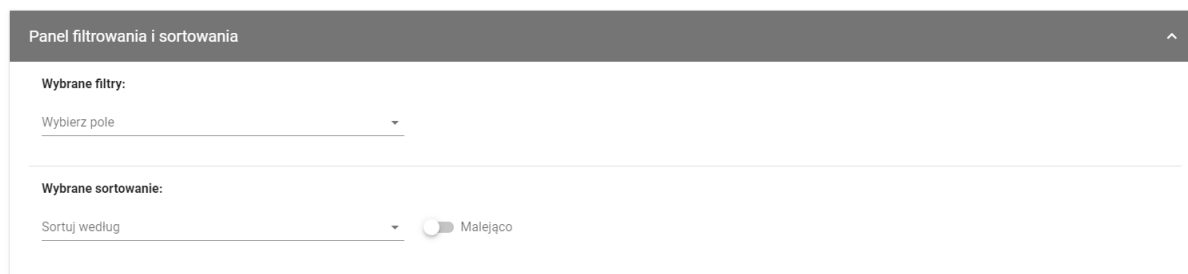 Panel filtrowania i sortowania
Wybrane filtry:
Wybierz pole
Wybrane sortowanie:
Sortuj według
Malejąco